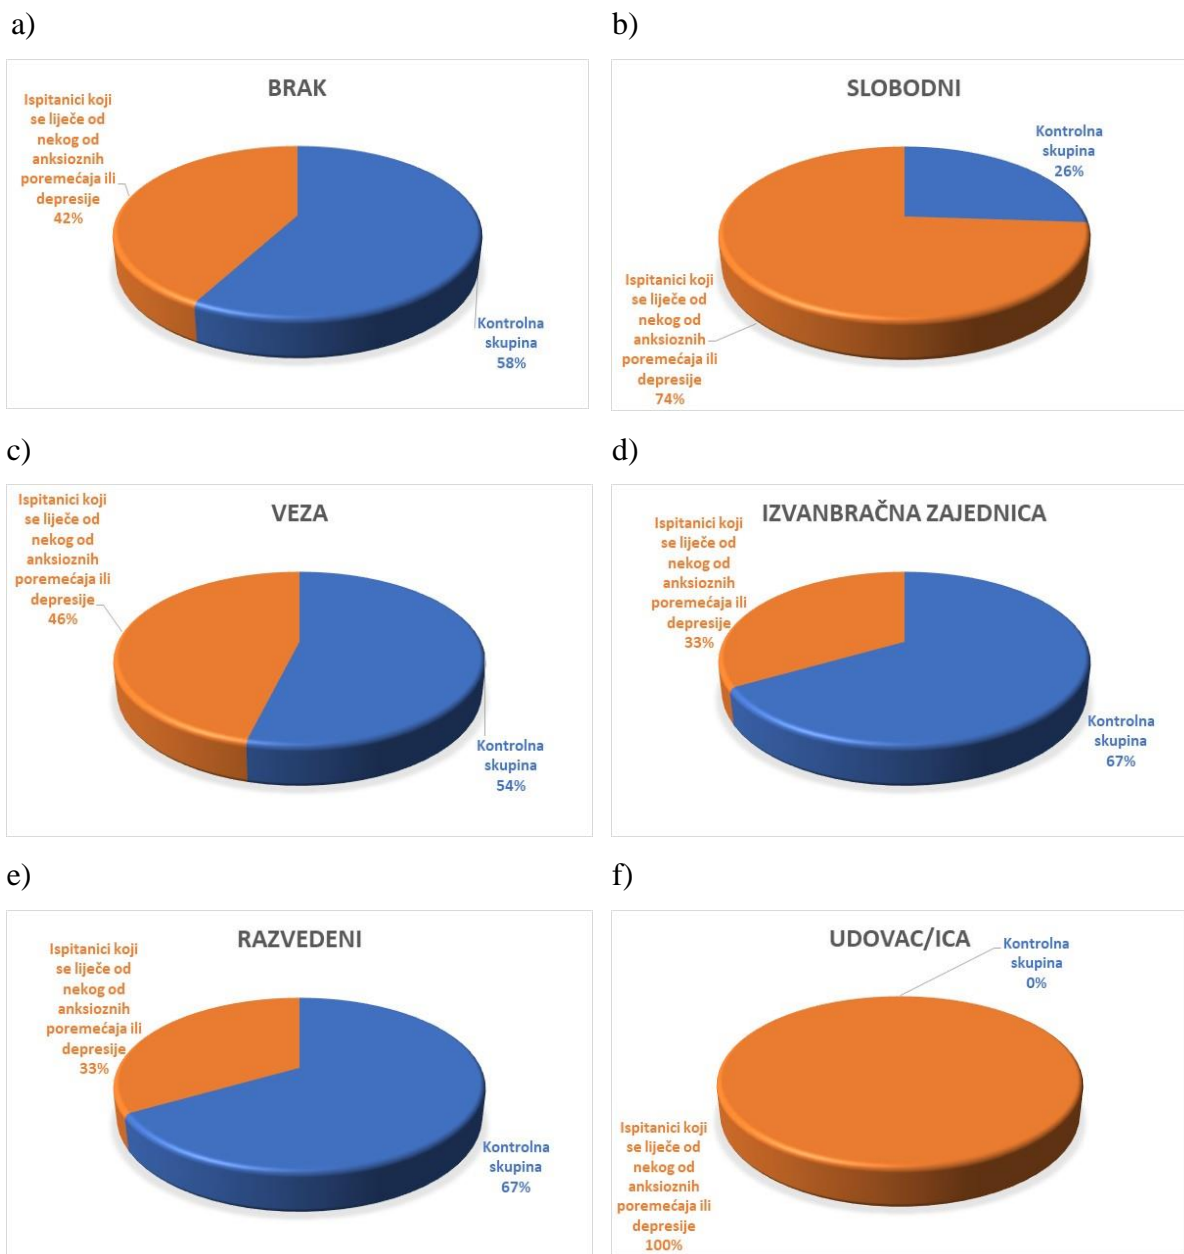 a)
BRAK
Ispitanici koji
se liječe od
nekog od
anksioznih
poremećaja ili
depresije
42%
Kontrolna
skupina
58%
b)
SLOBODNI
Kontrolna
skupina
26%
Ispitanici koji
se liječe od
nekog od
anksioznih
poremećaja ili
depresije
74%
c)
VEZA
Ispitanici koji
se liječe od
nekog od
anksioznih
poremećaja ili
depresije
46%
Kontrolna
skupina
54%
d)
IZVANBRAČNA ZAJEDNICA
Ispitanici koji
se liječe od
nekog od
anksioznih
poremećaja ili
depresije
33%
Kontrolna
skupina
67%
e)
RAZVEDENI
Ispitanici koji
se liječe od
nekog od
anksioznih
poremećaja ili
depresije
33%
Kontrolna
skupina
67%
f)
UDOVAC/ICA
Kontrolna
skupina
0%
Ispitanici koji
se liječe od
nekog od
anksioznih
poremećaja ili
depresije
100%